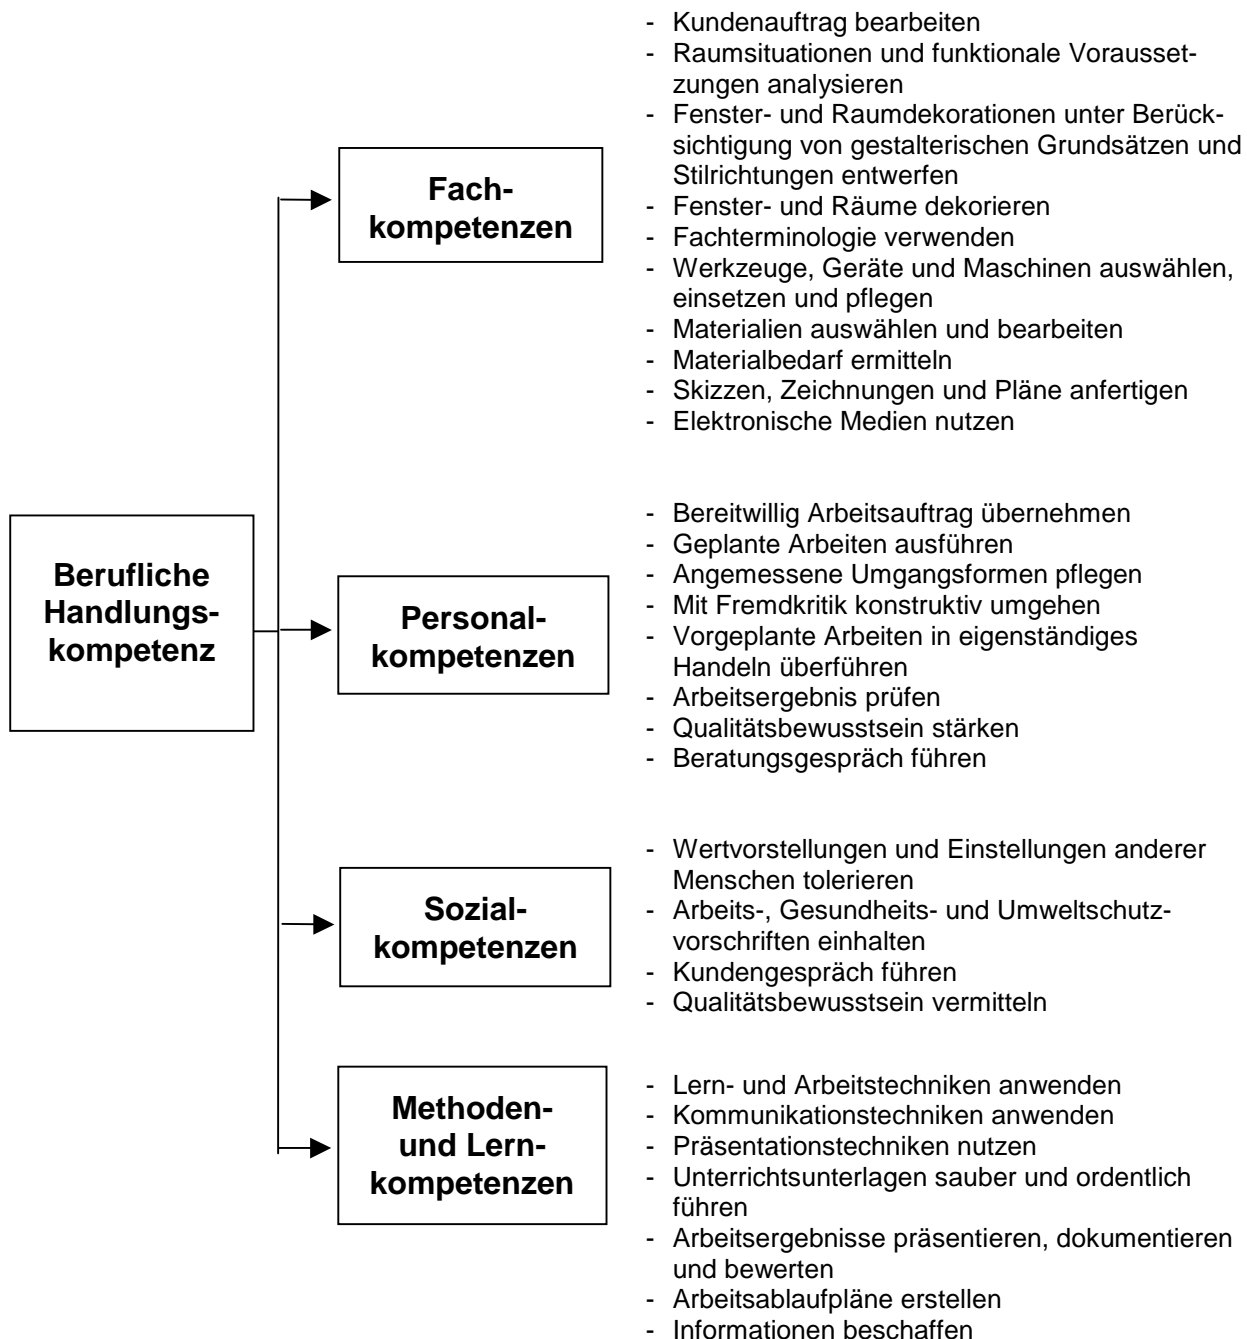 - Kundenauftrag bearbeiten
- Raumsituationen und funktionale Vorausset-
zungen analysieren
- Fenster- und Raumdekorationen unter Berück-
sichtigung von gestalterischen Grundsätzen und
Stilrichtungen entwerfen
- Fenster- und Räume dekorieren
- Fachterminologie verwenden
- Werkzeuge, Geräte und Maschinen auswählen,
einsetzen und pflegen
- Materialien auswählen und bearbeiten
- Materialbedarf ermitteln
- Skizzen, Zeichnungen und Pläne anfertigen
- Elektronische Medien nutzen
Fach-
kompetenzen
Berufliche
Handlungs-
kompetenz
Personal-
kompetenzen
- Bereitwillig Arbeitsauftrag übernehmen
- Geplante Arbeiten ausführen
- Angemessene Umgangsformen pflegen
- Mit Fremdkritik konstruktiv umgehen
- Vorgeplante Arbeiten in eigenständiges
Handeln überführen
- Arbeitsergebnis prüfen
- Qualitätsbewusstsein stärken
- Beratungsgespräch führen
Sozial-
kompetenzen
- Wertvorstellungen und Einstellungen anderer
Menschen tolerieren
- Arbeits-, Gesundheits- und Umweltschutz-
vorschriften einhalten
- Kundengespräch führen
- Qualitätsbewusstsein vermitteln
Methoden-
und Lern-
kompetenzen
- Lern- und Arbeitstechniken anwenden
- Kommunikationstechniken anwenden
- Präsentationstechniken nutzen
- Unterrichtsunterlagen sauber und ordentlich
führen
- Arbeitsergebnisse präsentieren, dokumentieren
und bewerten
- Arbeitsablaufpläne erstellen
- Informationen beschaffen